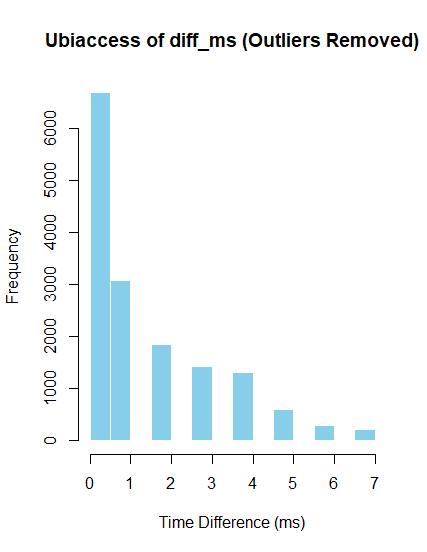 Ubiaccess of diff_ms (Outliers Removed)
Frequency
6000
5000
4000
3000
2000
1000
0
0 1 2 3 4 5 6 7
Time Difference (ms)